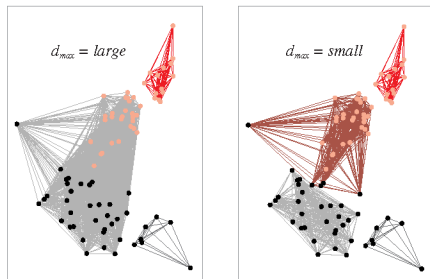 d_max = large
d_max = small